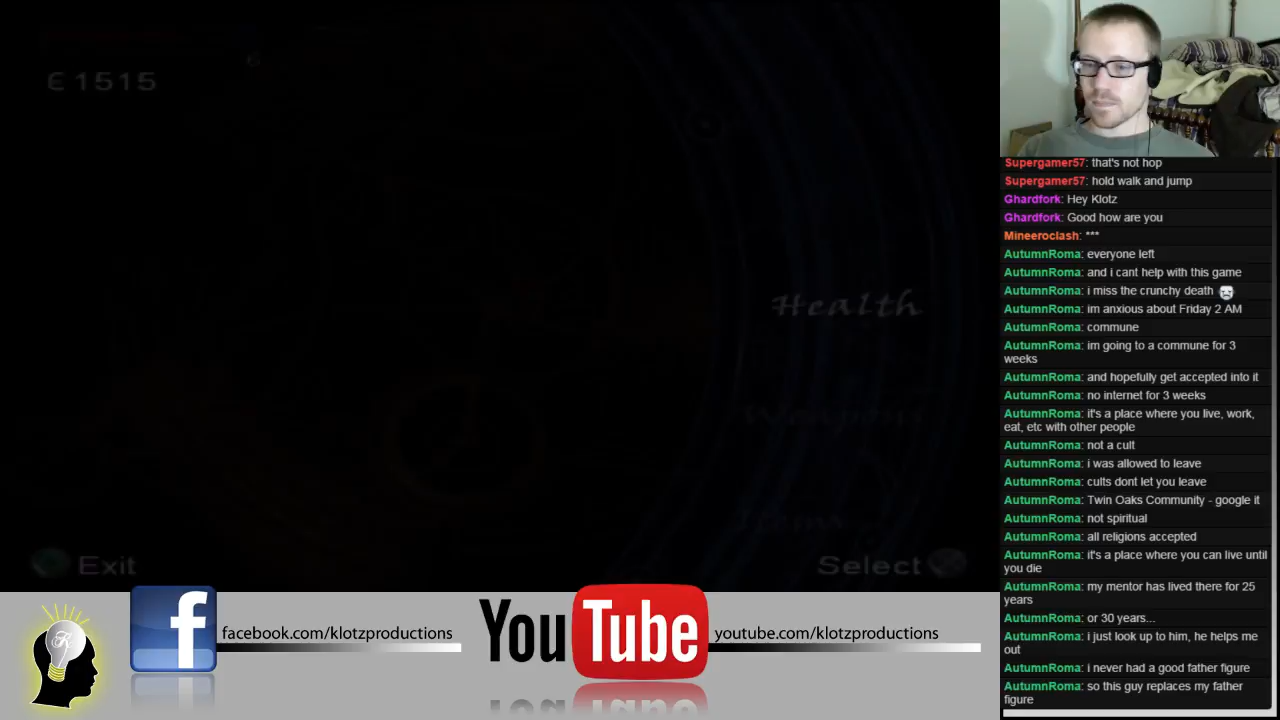 € 1515
6
Health
Weapons
Items
Exit
Select
Supergamer57: that's not hop
Supergamer57: hold walk and jump
Ghardfork: Hey Klotz
Ghardfork: Good how are you
Mineeroclash: ***
AutumnRoma: everyone left
AutumnRoma: and i cant help with this game
AutumnRoma: i miss the crunchy death
AutumnRoma: im anxious about Friday 2 AM
AutumnRoma: commune
AutumnRoma: im going to a commune for 3
weeks
AutumnRoma: and hopefully get accepted into it
AutumnRoma: no internet for 3 weeks
AutumnRoma: it's a place where you live, work,
eat, etc with other people
AutumnRoma: not a cult
AutumnRoma: i was allowed to leave
AutumnRoma: cults dont let you leave
AutumnRoma: Twin Oaks Community - google it
AutumnRoma: not spiritual
AutumnRoma: all religions accepted
AutumnRoma: it's a place where you can live until
you die
AutumnRoma: my mentor has lived there for 25
years
AutumnRoma: or 30 years...
AutumnRoma: i just look up to him, he helps me
out
AutumnRoma: i never had a good father figure
AutumnRoma: so this guy replaces my father
figure
K
f
facebook.com/klotzproductions
YouTube
youtube.com/klotzproductions